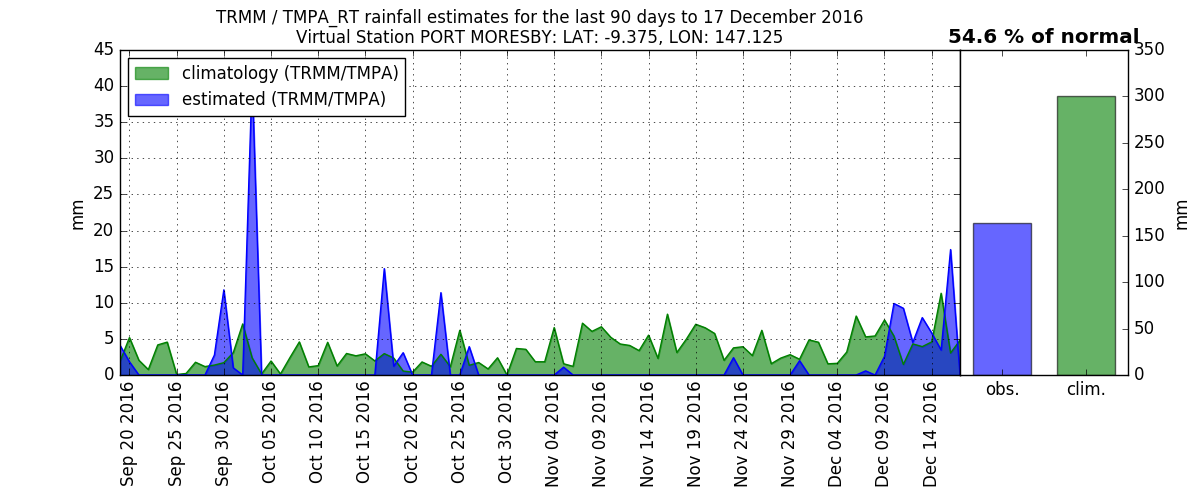 TRMM / TMPA_RT rainfall estimates for the last 90 days to 17 December 2016
Virtual Station PORT MORESBY: LAT: -9.375, LON: 147.125
54.6 % of normal
climatology (TRMM/TMPA)
estimated (TRMM/TMPA)
45
40
35
30
25
20
15
10
5
0
mm
350
300
250
200
150
100
50
0
mm
Sep 20 2016
Sep 25 2016
Sep 30 2016
Oct 05 2016
Oct 10 2016
Oct 15 2016
Oct 20 2016
Oct 25 2016
Oct 30 2016
Nov 04 2016
Nov 09 2016
Nov 14 2016
Nov 19 2016
Nov 24 2016
Nov 29 2016
Dec 04 2016
Dec 09 2016
Dec 14 2016
obs.
clim.